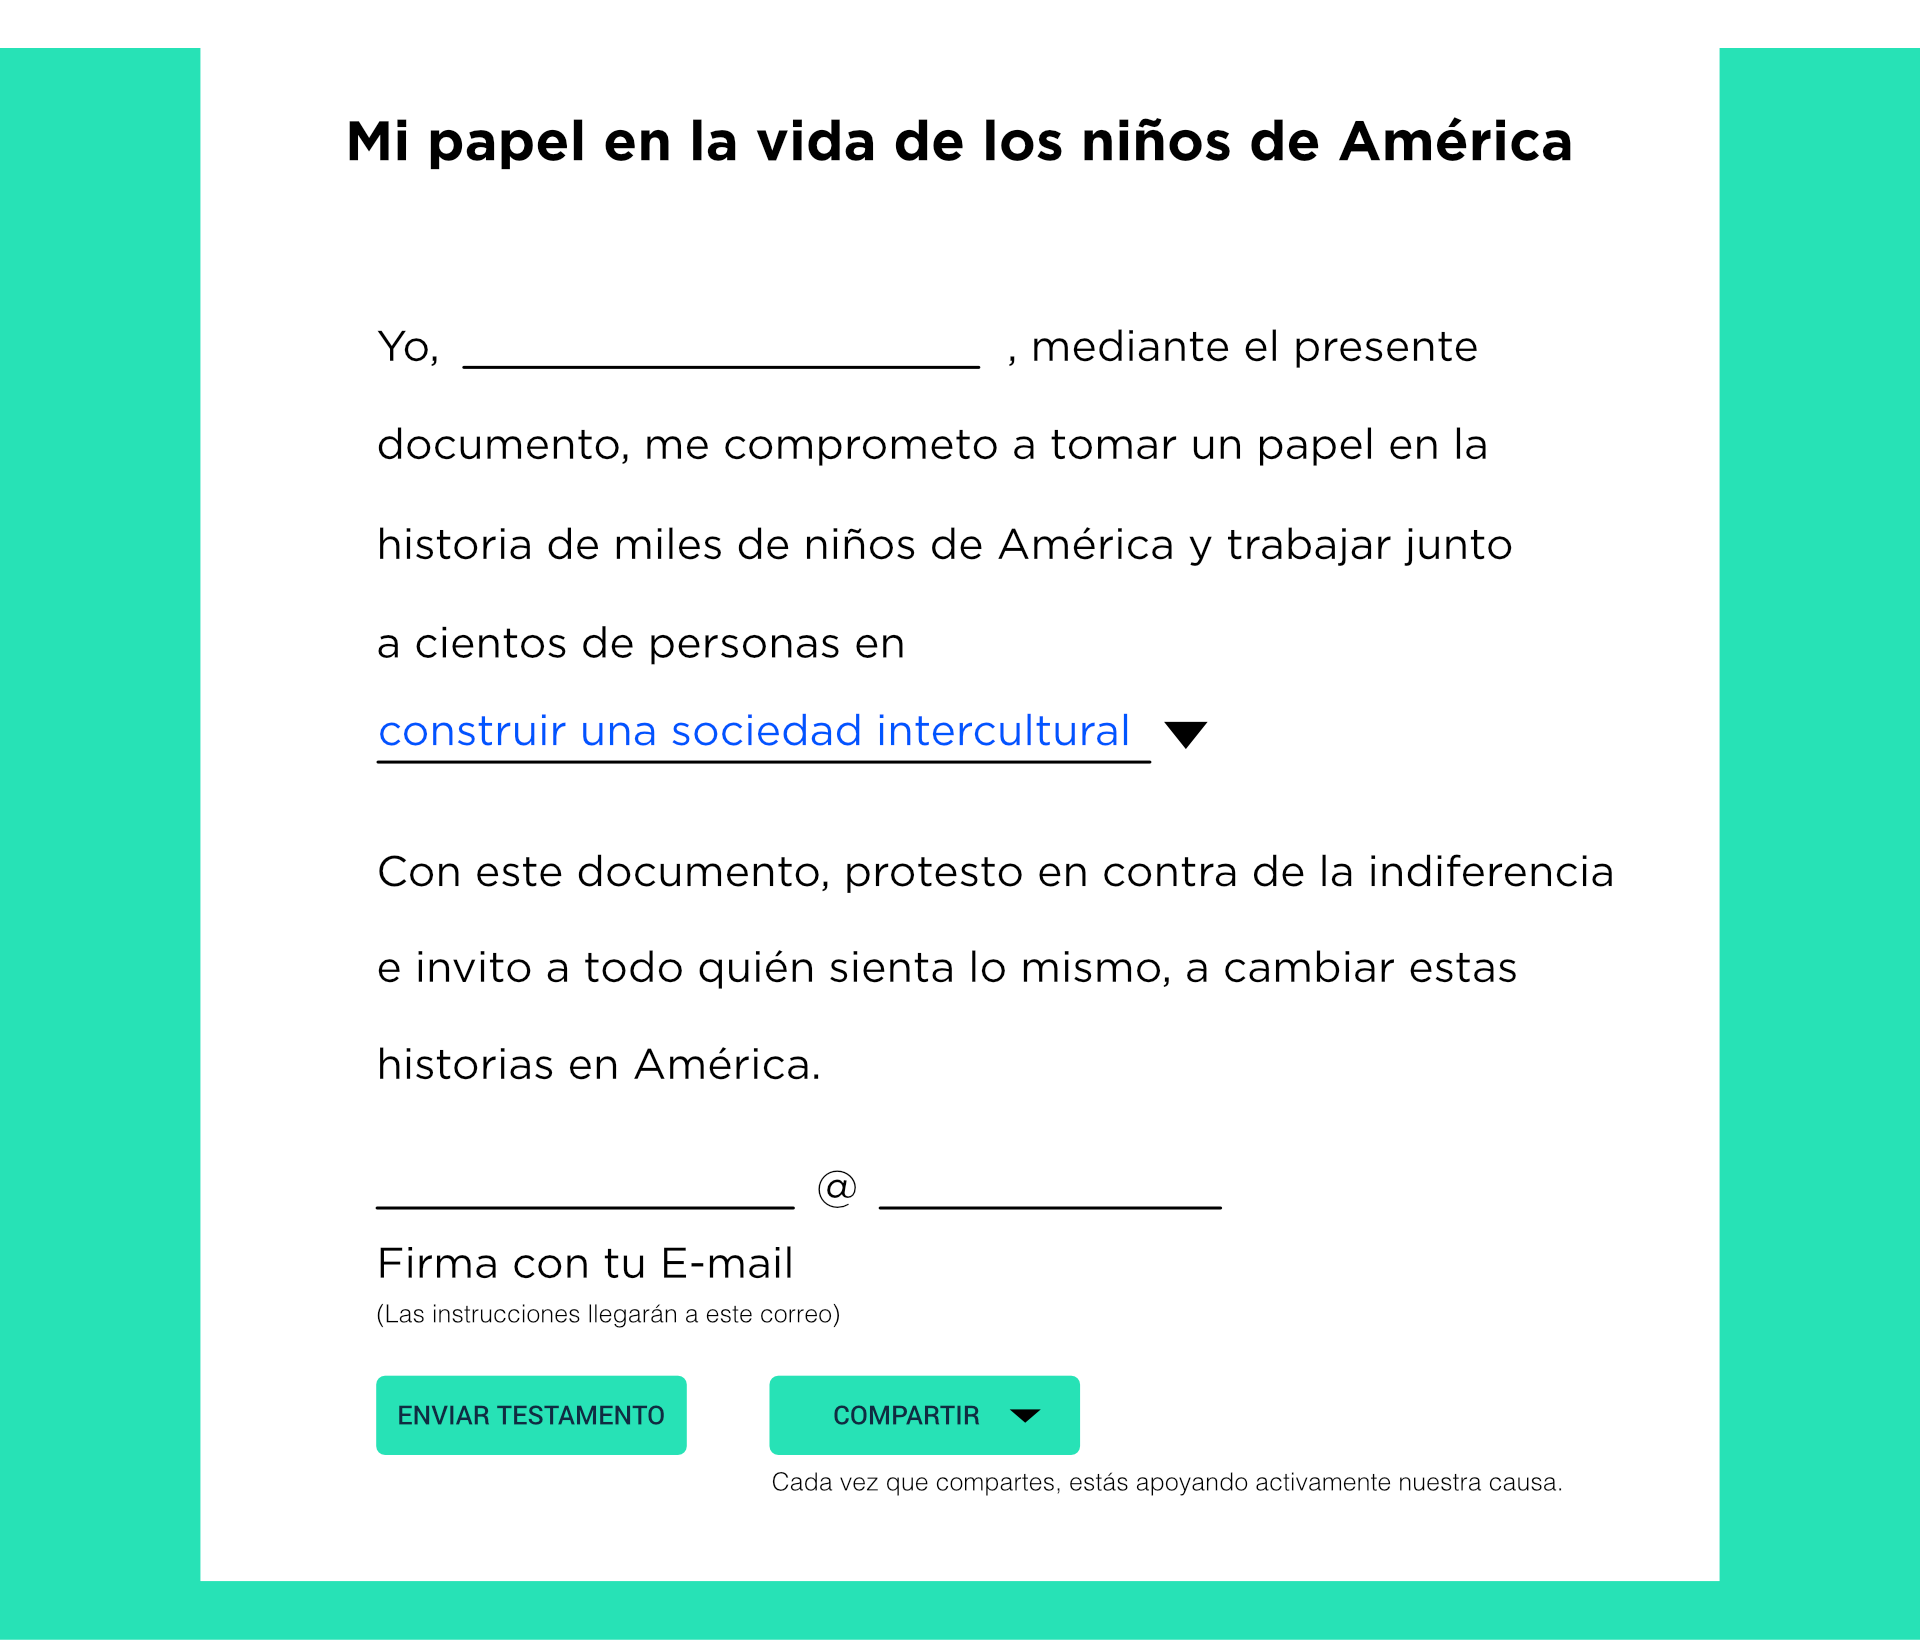 Mi papel en la vida de los niños de América
Yo, ____________________ , mediante el presente
documento, me comprometo a tomar un papel en la
historia de miles de niños de América y trabajar junto
a cientos de personas en
construir una sociedad intercultural
Con este documento, protesto en contra de la indiferencia
e invito a todo quién sienta lo mismo, a cambiar estas
historias en América.
________________ @ _____________
Firma con tu E-mail
(Las instrucciones llegarán a este correo)
ENVIAR TESTAMENTO COMPARTIR
Cada vez que compartes, estás apoyando activamente nuestra causa.